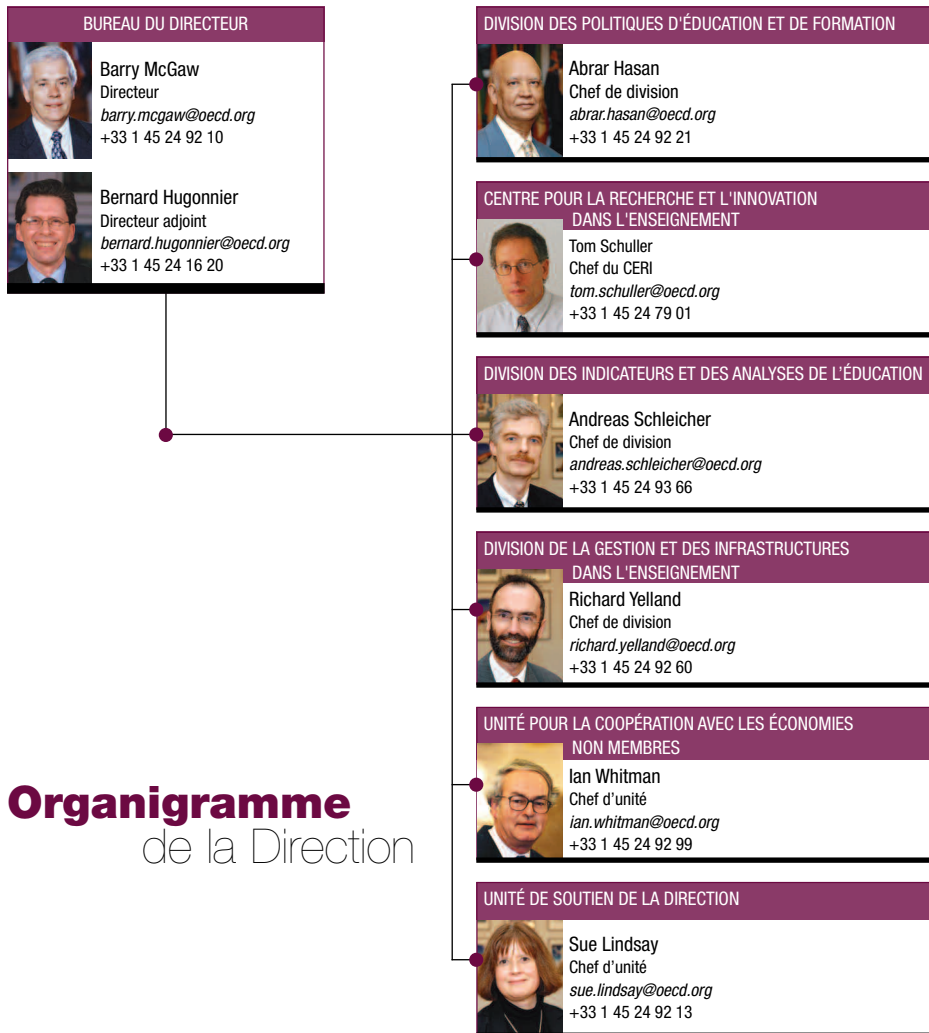 BUREAU DU DIRECTEUR
Barry McGaw
Directeur
barry.mcgaw@oecd.org
+33 1 45 24 92 10
Bernard Hugonnier
Directeur adjoint
bernard.hugonnier@oecd.org
+33 1 45 24 16 20
DIVISION DES POLITIQUES D'ÉDUCATION ET DE FORMATION
Abrar Hasan
Chef de division
abrar.hasan@oecd.org
+33 1 45 24 92 21
CENTRE POUR LA RECHERCHE ET L'INNOVATION
DANS L'ENSEIGNEMENT
Tom Schuller
Chef du CERI
tom.schuller@oecd.org
+33 1 45 24 79 01
DIVISION DES INDICATEURS ET DES ANALYSES DE L’ÉDUCATION
Andreas Schleicher
Chef de division
andreas.schleicher@oecd.org
+33 1 45 24 93 66
DIVISION DE LA GESTION ET DES INFRASTRUCTURES
DANS L'ENSEIGNEMENT
Richard Yelland
Chef de division
richard.yelland@oecd.org
+33 1 45 24 92 60
UNITÉ POUR LA COOPÉRATION AVEC LES ÉCONOMIES
NON MEMBRES
Ian Whitman
Chef d’unité
ian.whitman@oecd.org
+33 1 45 24 92 99
UNITÉ DE SOUTIEN DE LA DIRECTION
Sue Lindsay
Chef d’unité
sue.lindsay@oecd.org
+33 1 45 24 92 13
Organigramme
de la Direction